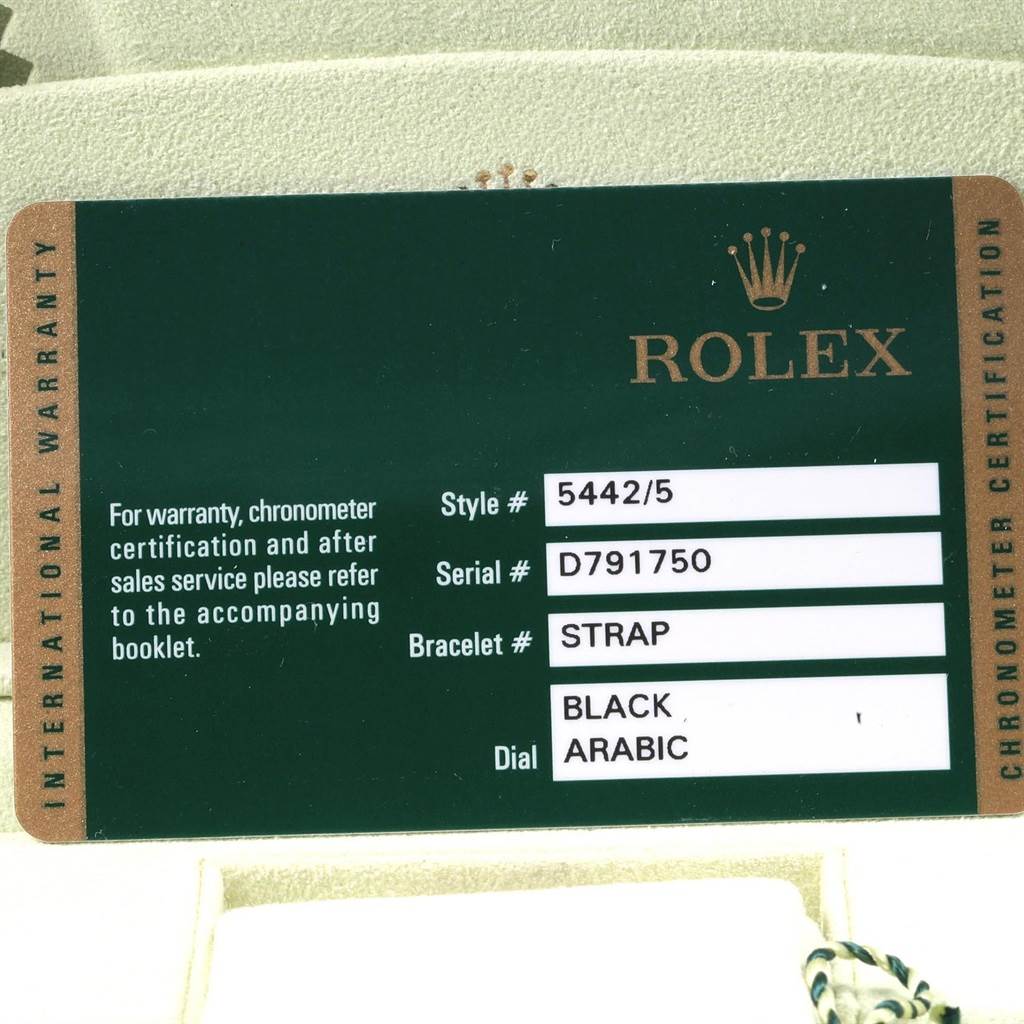 INTERNATIONAL WARRANTY
ROLEX
For warranty, chronometer
certification and after
sales service please refer
to the accompanying
booklet.
Style # 5442/5
Serial # D791750
Bracelet # STRAP
Dial BLACK
ARABIC
CHRONOMETER CERTIFICATION